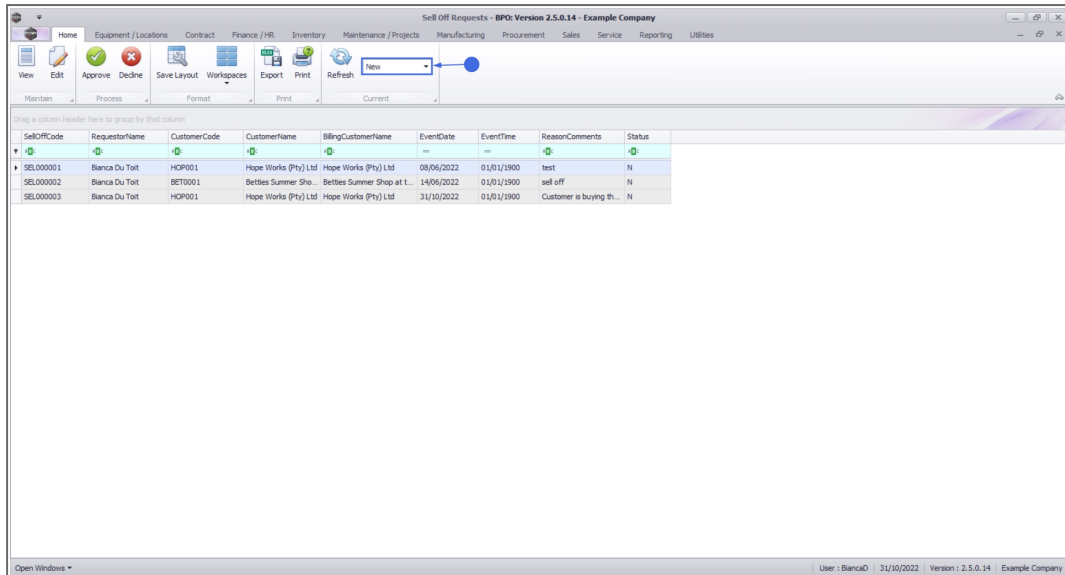 Sell Off Requests - BPO: Version 2.5.0.14 - Example Company
Home Equipment / Locations Contract Finance / HR Inventory Maintenance / Projects Manufacturing Procurement Sales Service Reporting Utilities
View Edit Approve Decline Save Layout Workspaces Export Print Refresh New
Maintain Process Format Print Current
Drag a column header here to group by that column
SellOffCode RequestorName CustomerCode CustomerName BillingCustomerName EventDate EventTime ReasonComments Status
SEL000001 Bianca Du Toit HOP001 Hope Works (Pty) Ltd Hope Works (Pty) Ltd 08/06/2022 01/01/1900 test N
SEL000002 Bianca Du Toit BET0001 Betties Summer Sho... Betties Summer Shop at t... 14/06/2022 01/01/1900 sell off N
SEL000003 Bianca Du Toit HOP001 Hope Works (Pty) Ltd Hope Works (Pty) Ltd 31/10/2022 01/01/1900 Customer is buying th... N
Open Windows User : BiancaD 31/10/2022 Version : 2.5.0.14 Example Company